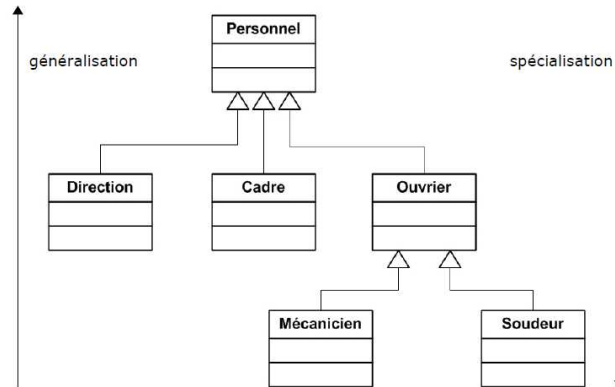 Personnel
généralisation
spécialisation
Direction
Cadre
Ouvrier
Mécanicien
Soudeur